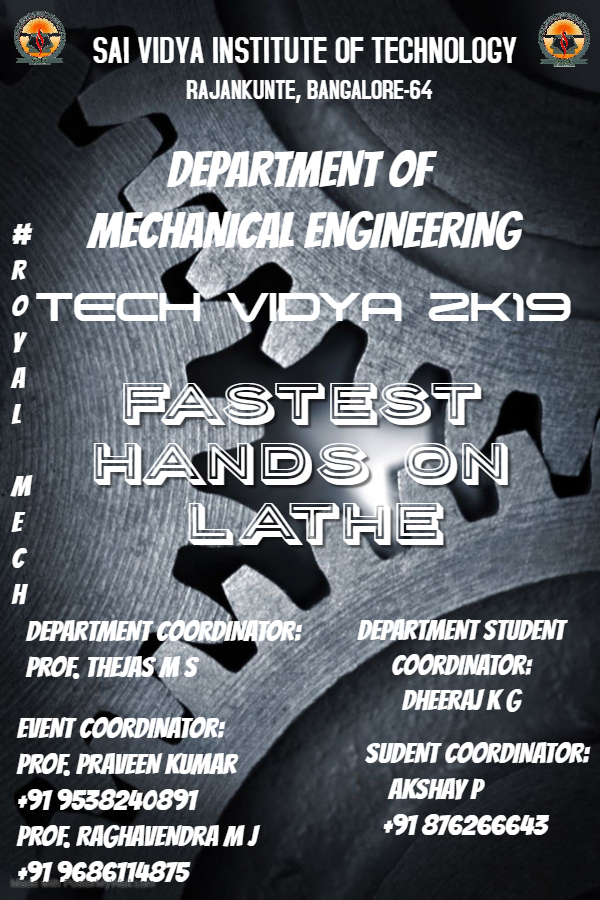 SAI VIDYA INSTITUTE OF TECHNOLOGY
RAJANKUNTE, BANGALORE-64
DEPARTMENT OF
MECHANICAL ENGINEERING
#ROYAL MECH
TECH VIDYA 2K19
FASTEST
HANDS ON
LATHE
DEPARTMENT COORDINATOR:
PROF. THEJAS M S
EVENT COORDINATOR:
PROF. PRAVEEN KUMAR
+91 9538240891
PROF. RAGHAVENDRA M J
+91 9686114875
DEPARTMENT STUDENT
COORDINATOR:
DHEERAJ K G
SUDENT COORDINATOR:
AKSHAY P
+91 876266643